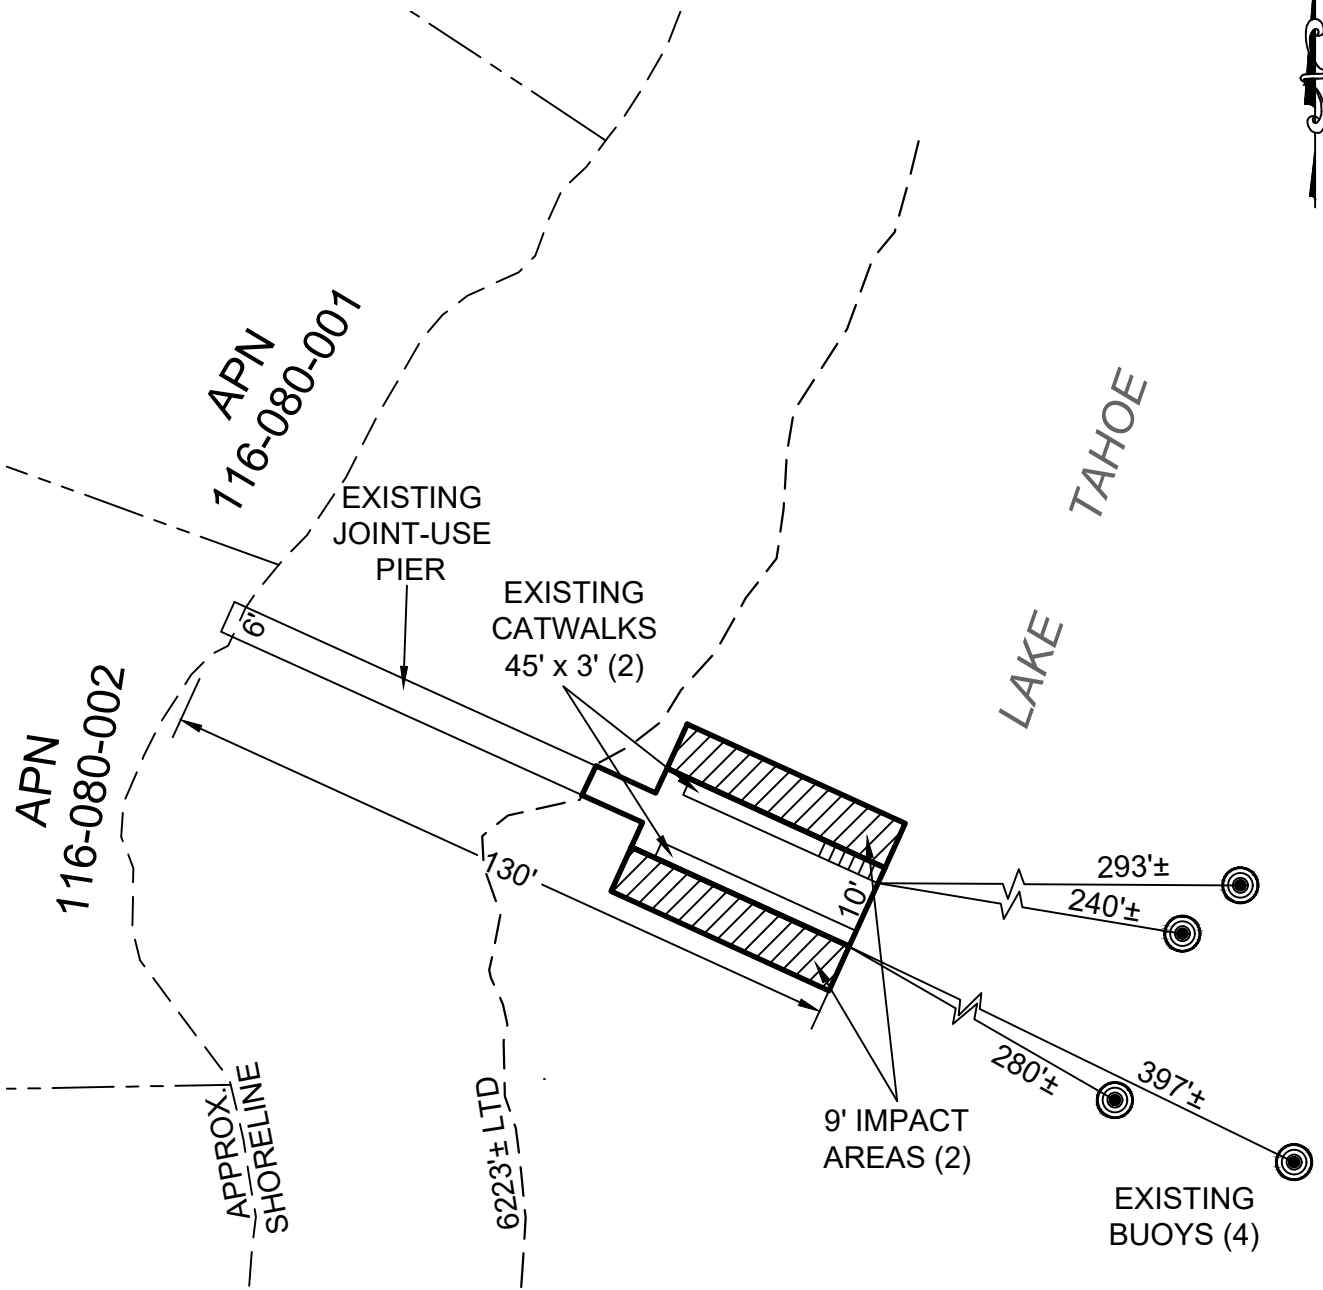 APN
116-080-001
EXISTING
JOINT-USE
PIER
EXISTING
CATWALKS
45' x 3' (2)
6'
LAKE TAHOE
APN
116-080-002
130'
10'
293'±
240'±
280'±
397'±
9' IMPACT
AREAS (2)
EXISTING
BUOYS (4)
APPROX.
SHORELINE
6223'± LTD